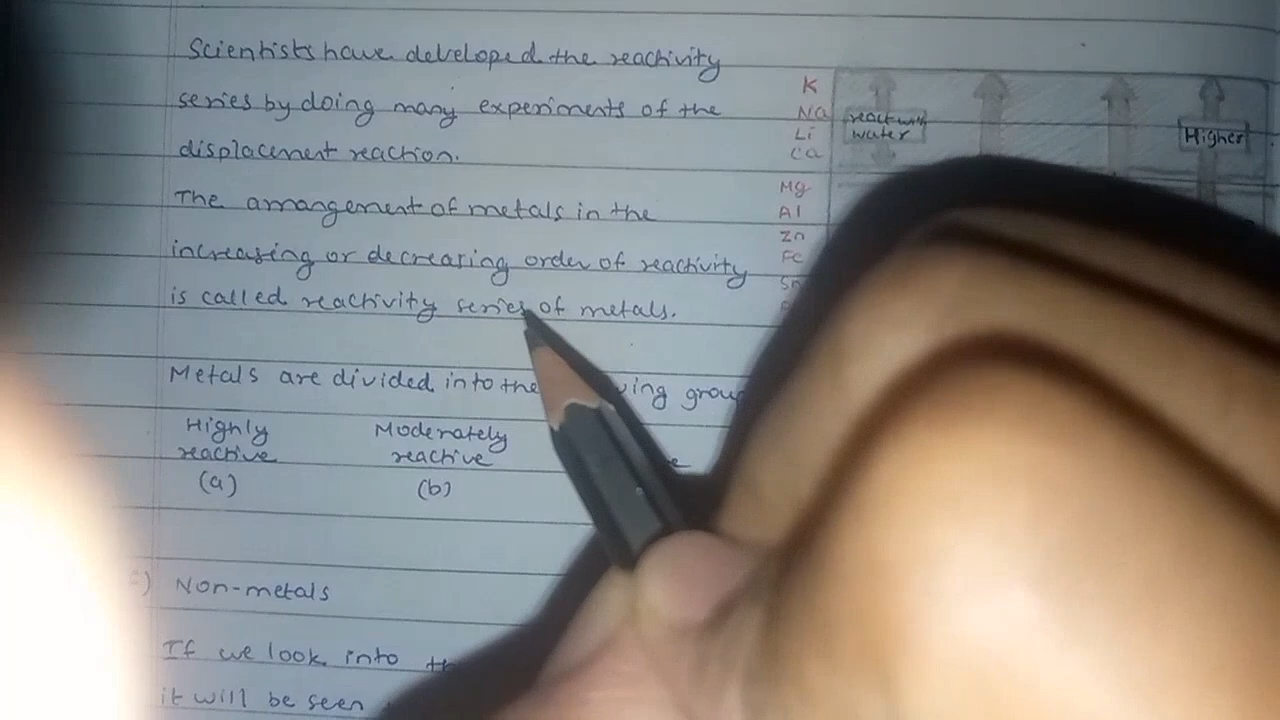 Scientists have developed the reactivity
series by doing many experiments of the
displacement reaction.
The arrangement of metals in the
increasing or decreasing order of reactivity
is called reactivity series of metals.
Metals are divided into the
Highly
reactive
(a)
Moderately
reactive
(b)
Non-metals
If we look into
it will be seen
K
Na
Li
Ca
Mg
Al
Zn
Fe
react with
water
Higher